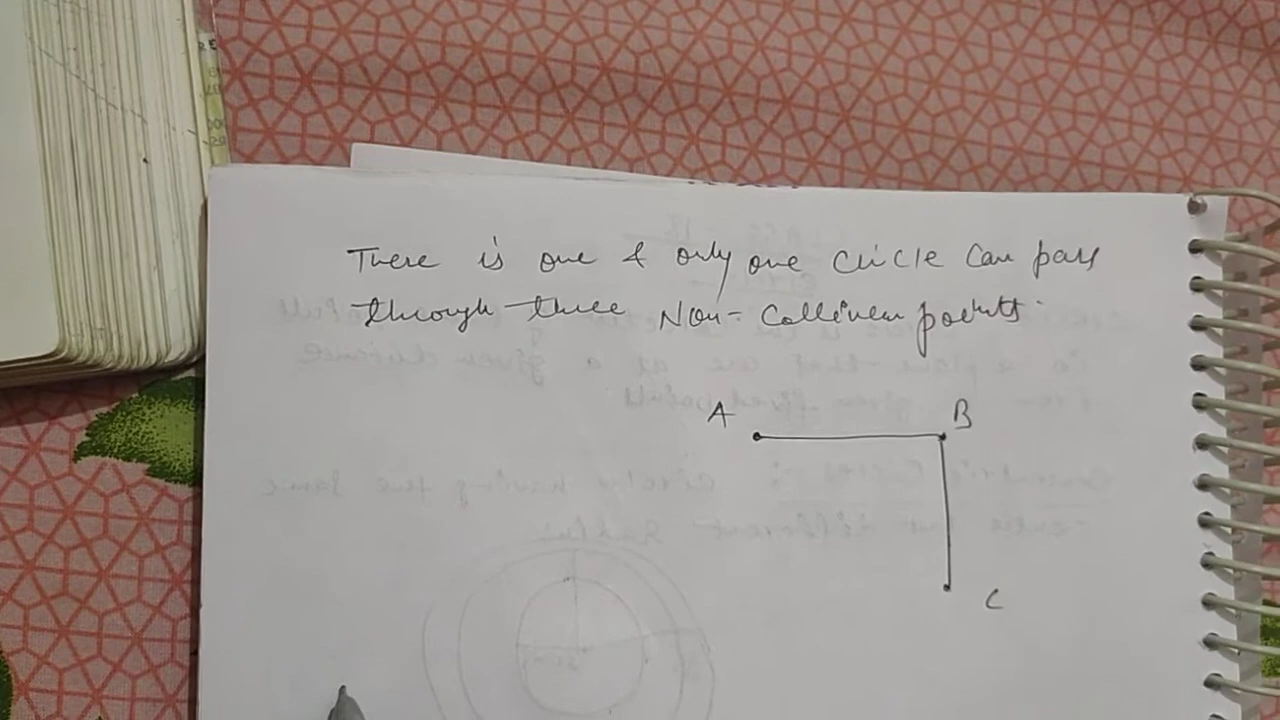 There is one & only one circle can pass
through three Non-Collinear points.
A
B
C